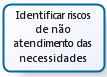 Identificar riscos
de não
atendimento das
necessidades